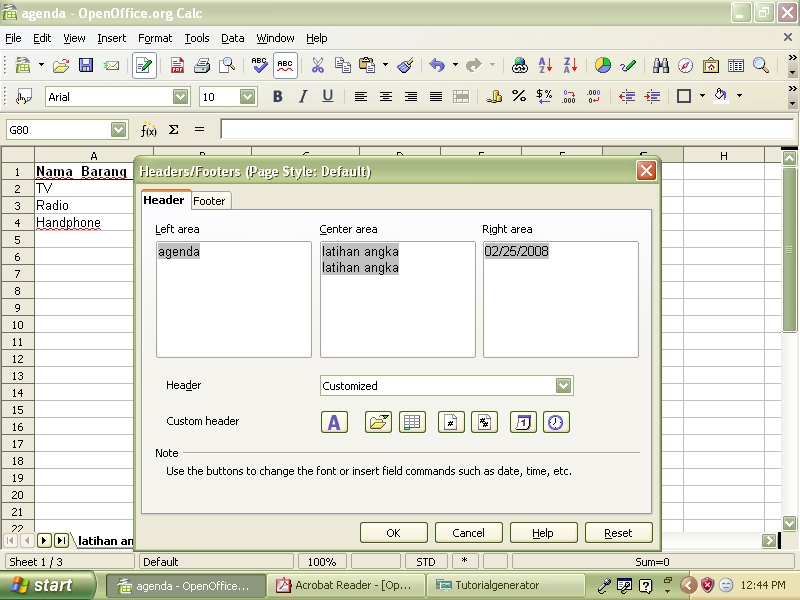 agenda - OpenOffice.org Calc
File Edit View Insert Format Tools Data Window Help
ABC ABC
Arial 10 B I U
G80 f(x) Σ =
A H
1 Nama Barang
2 TV
3 Radio
4 Handphone
5
6
7
8
9
10
11
12
13
14
15
16
17
18
19
20
21
22
Headers/Footers (Page Style: Default)
Header Footer
Left area Center area Right area
agenda latihan angka 02/25/2008
latihan angka
Header Customized
Custom header
Note
Use the buttons to change the font or insert field commands such as date, time, etc.
OK Cancel Help Reset
latihan an
Sheet 1 / 3 Default 100% STD * Sum=0
start agenda - OpenOffice... Acrobat Reader - [Op... Tutorialgenerator 12:44 PM